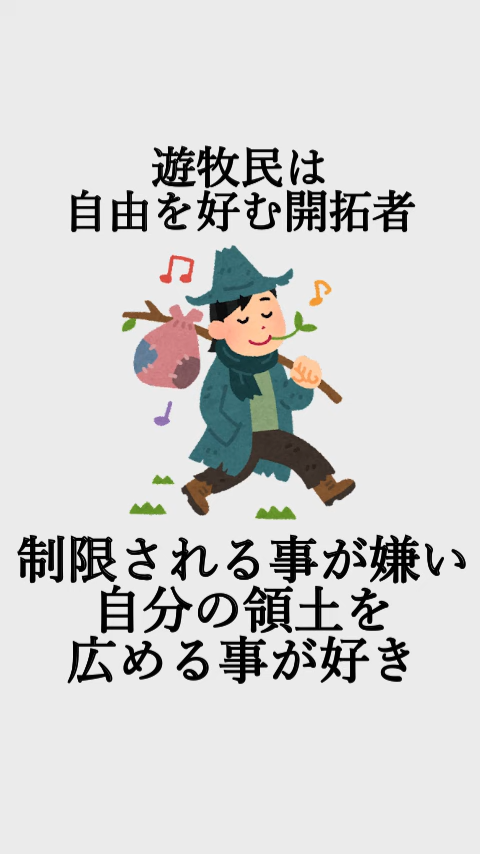 遊牧民は
自由を好む開拓者
制限される事が嫌い
自分の領土を
広める事が好き